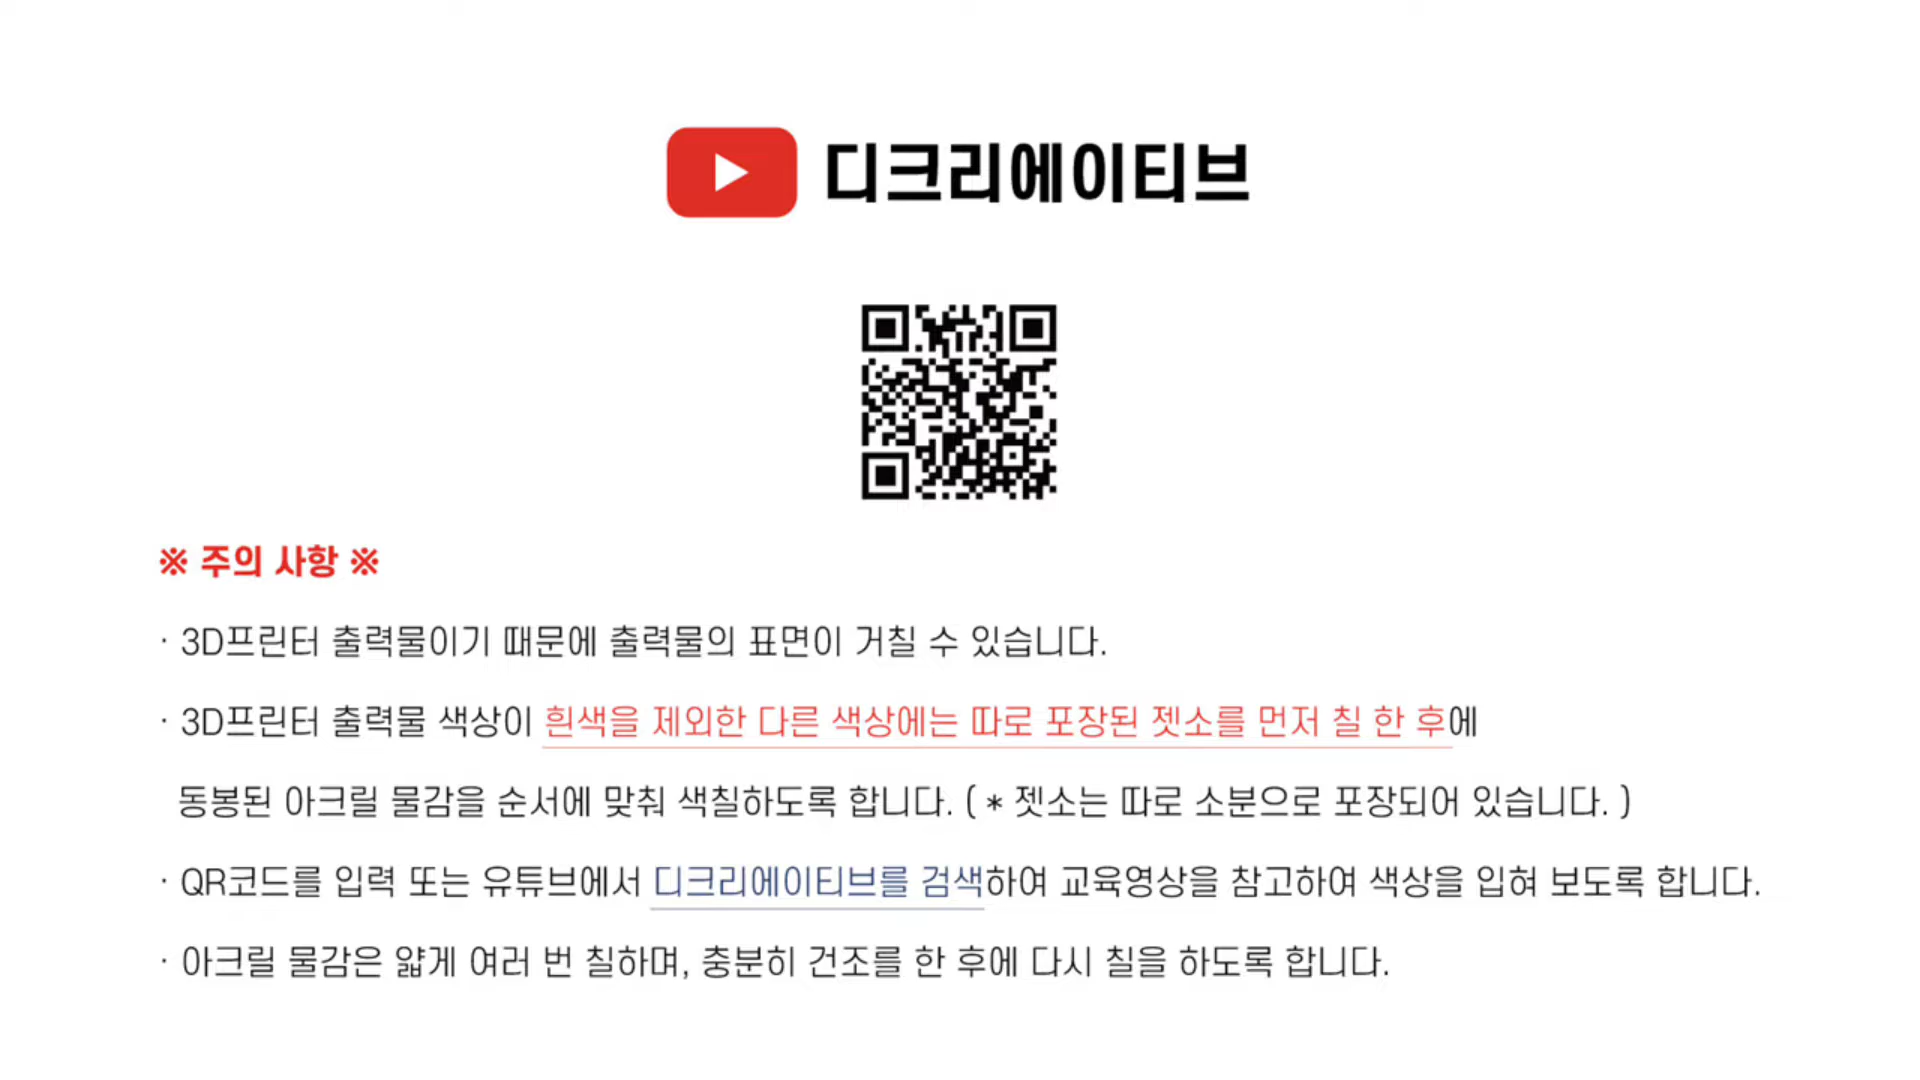 디크리에이티브
※ 주의 사항 ※
· 3D프린터 출력물이기 때문에 출력물의 표면이 거칠 수 있습니다.
· 3D프린터 출력물 색상이 흰색을 제외한 다른 색상에는 따로 포장된 젯소를 먼저 칠 한 후에
동봉된 아크릴 물감을 순서에 맞춰 색칠하도록 합니다. ( * 젯소는 따로 소분으로 포장되어 있습니다. )
· QR코드를 입력 또는 유튜브에서 디크리에이티브를 검색하여 교육영상을 참고하여 색상을 입혀 보도록 합니다.
· 아크릴 물감은 얇게 여러 번 칠하며, 충분히 건조를 한 후에 다시 칠을 하도록 합니다.